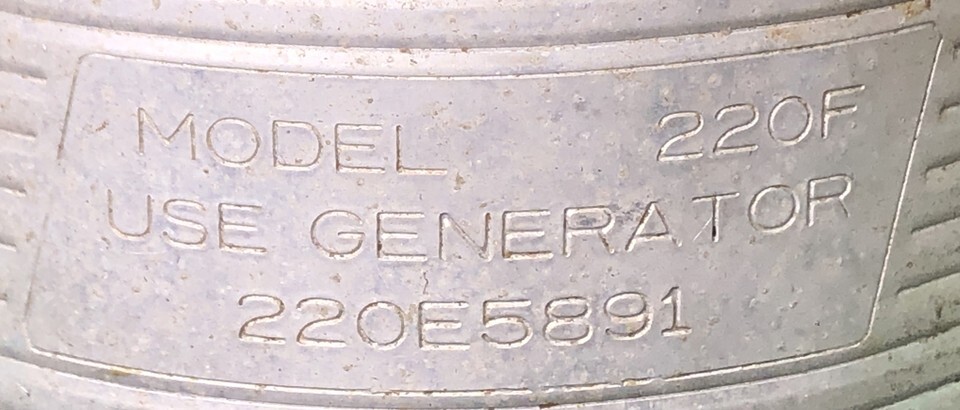 MODEL 220F
USE GENERATOR
220E5891